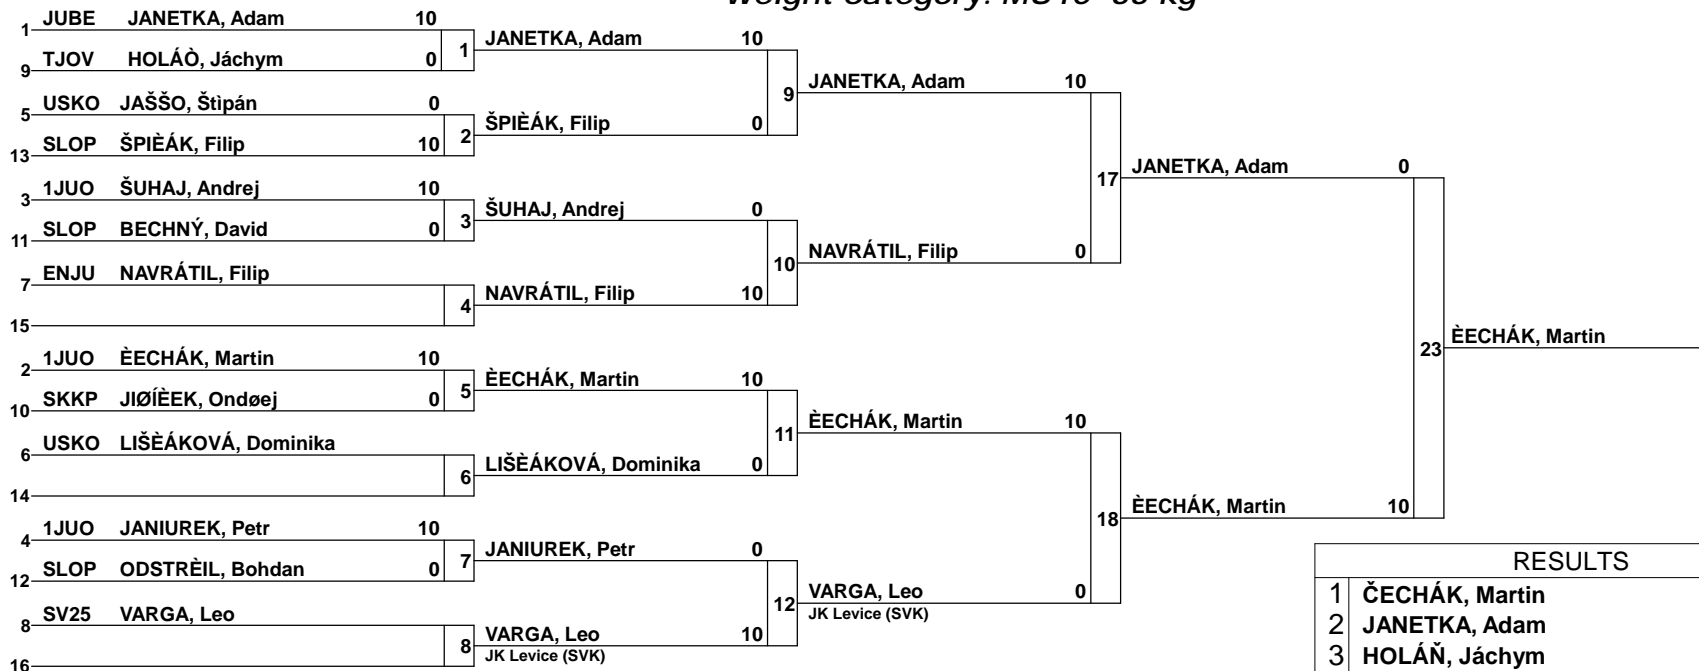 1 JUBE JANETKA, Adam 10
9 TJOV HOLÁÒ, Jáchym 0
1
JANETKA, Adam 10
5 USKO JAŠŠO, Štìpán 0
13 SLOP ŠPIÈÁK, Filip 10
2
ŠPIÈÁK, Filip 0
9
JANETKA, Adam 10
3 1JUO ŠUHAJ, Andrej 10
11 SLOP BECHNÝ, David 0
3
ŠUHAJ, Andrej 0
7 ENJU NAVRÁTIL, Filip
15
4
NAVRÁTIL, Filip 10
10
NAVRÁTIL, Filip 0
17
JANETKA, Adam 0
2 1JUO ÈECHÁK, Martin 10
10 SKKP JIØÍÈEK, Ondøej 0
5
ÈECHÁK, Martin 10
6 USKO LIŠÈÁKOVÁ, Dominika
14
6
LIŠÈÁKOVÁ, Dominika 0
11
ÈECHÁK, Martin 10
4 1JUO JANIUREK, Petr 10
12 SLOP ODSTRÈIL, Bohdan 0
7
JANIUREK, Petr 0
8 SV25 VARGA, Leo
16
8
VARGA, Leo 10
JK Levice (SVK)
12
VARGA, Leo 0
JK Levice (SVK)
18
ÈECHÁK, Martin 10
23
ÈECHÁK, Martin
RESULTS
1 ČECHÁK, Martin
2 JANETKA, Adam
3 HOLÁŇ, Jáchym